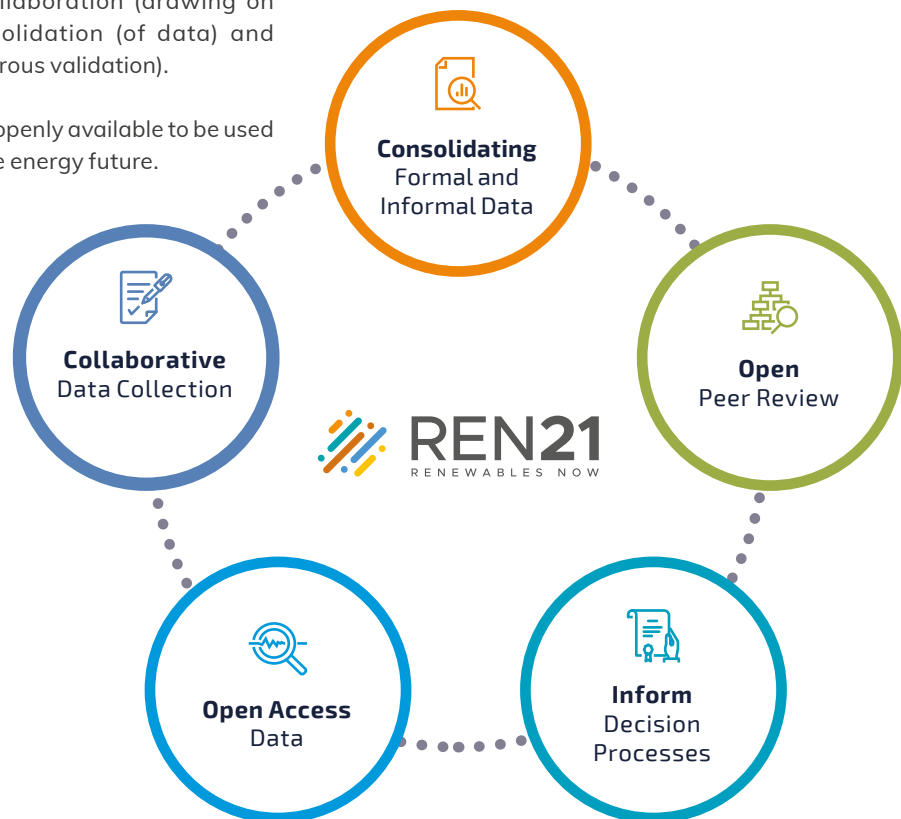 llaboration (drawing on
olidation (of data) and
rous validation).
openly available to be used
e energy future.
Consolidating
Formal and
Informal Data
Collaborative
Data Collection
Open
Peer Review
REN21
RENEWABLES NOW
Open Access
Data
Inform
Decision
Processes